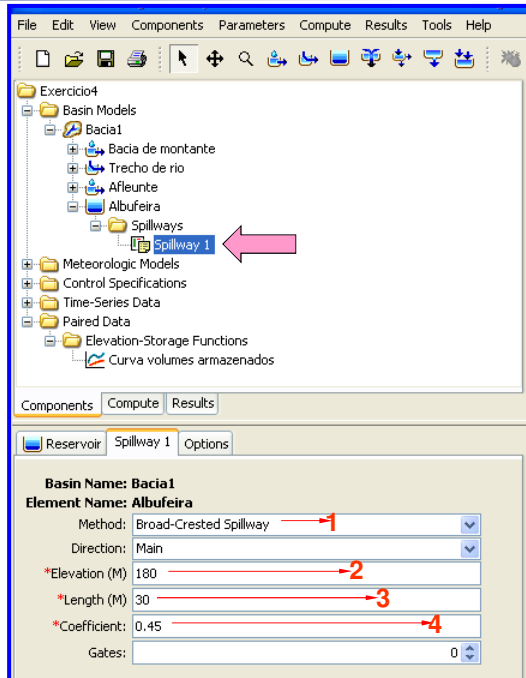 File Edit View Components Parameters Compute Results Tools Help
Exercicio4
Basin Models
Bacia1
Bacia de montante
Trecho de rio
Afleunte
Albufeira
Spillways
Spillway 1
Meteorologic Models
Control Specifications
Time-Series Data
Paired Data
Elevation-Storage Functions
Curva volumes armazenados
Components Compute Results
Reservoir Spillway 1 Options
Basin Name: Bacia1
Element Name: Albufeira
Method: Broad-Crested Spillway 1
Direction: Main
*Elevation (M) 180 2
*Length (M) 30 3
*Coefficient: 0.45 4
Gates: 0